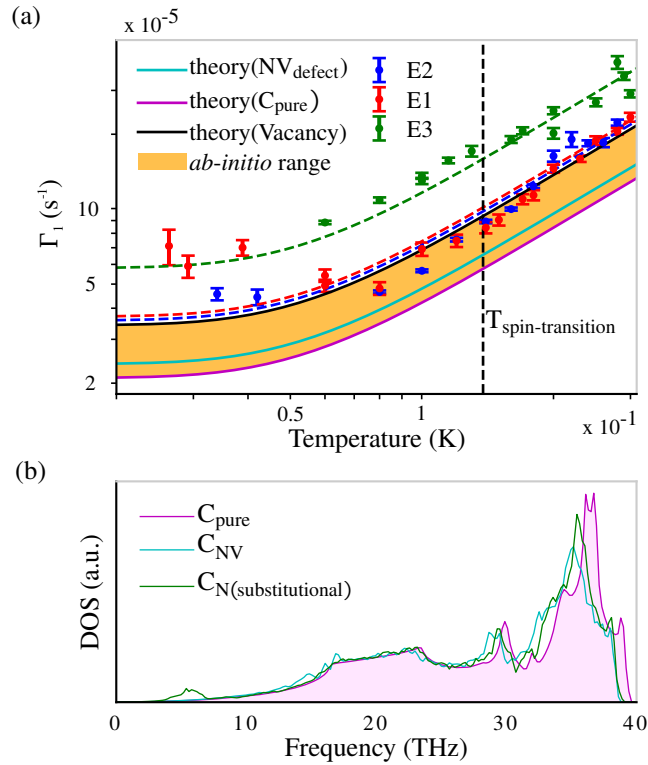 (a)
x 10⁻⁵
theory(NV_defect)
theory(C_pure)
theory(Vacancy)
ab-initio range
E2
E1
E3
10
5
2
Γ₁ (s⁻¹)
T_spin-transition
0.5
1
x 10⁻¹
Temperature (K)
(b)
C_pure
C_NV
C_N(substitutional)
DOS (a.u.)
0
10
20
30
40
Frequency (THz)